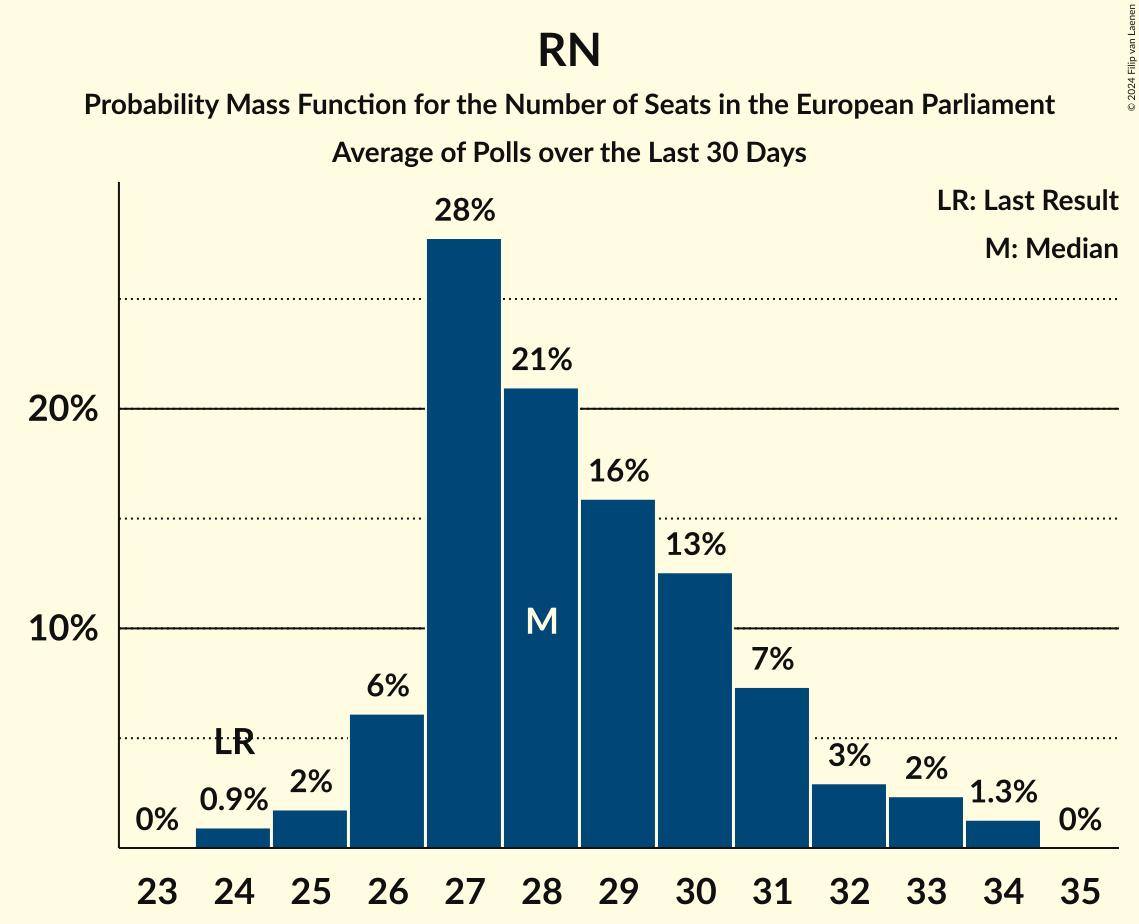 RN
Probability Mass Function for the Number of Seats in the European Parliament
Average of Polls over the Last 30 Days
© 2024 Filip van Laenen
LR: Last Result
M: Median
28%
21%
20%
16%
13%
M
10%
7%
6%
LR
3%
2%
2%
1.3%
0.9%
0%
0%
23 24 25 26 27 28 29 30 31 32 33 34 35